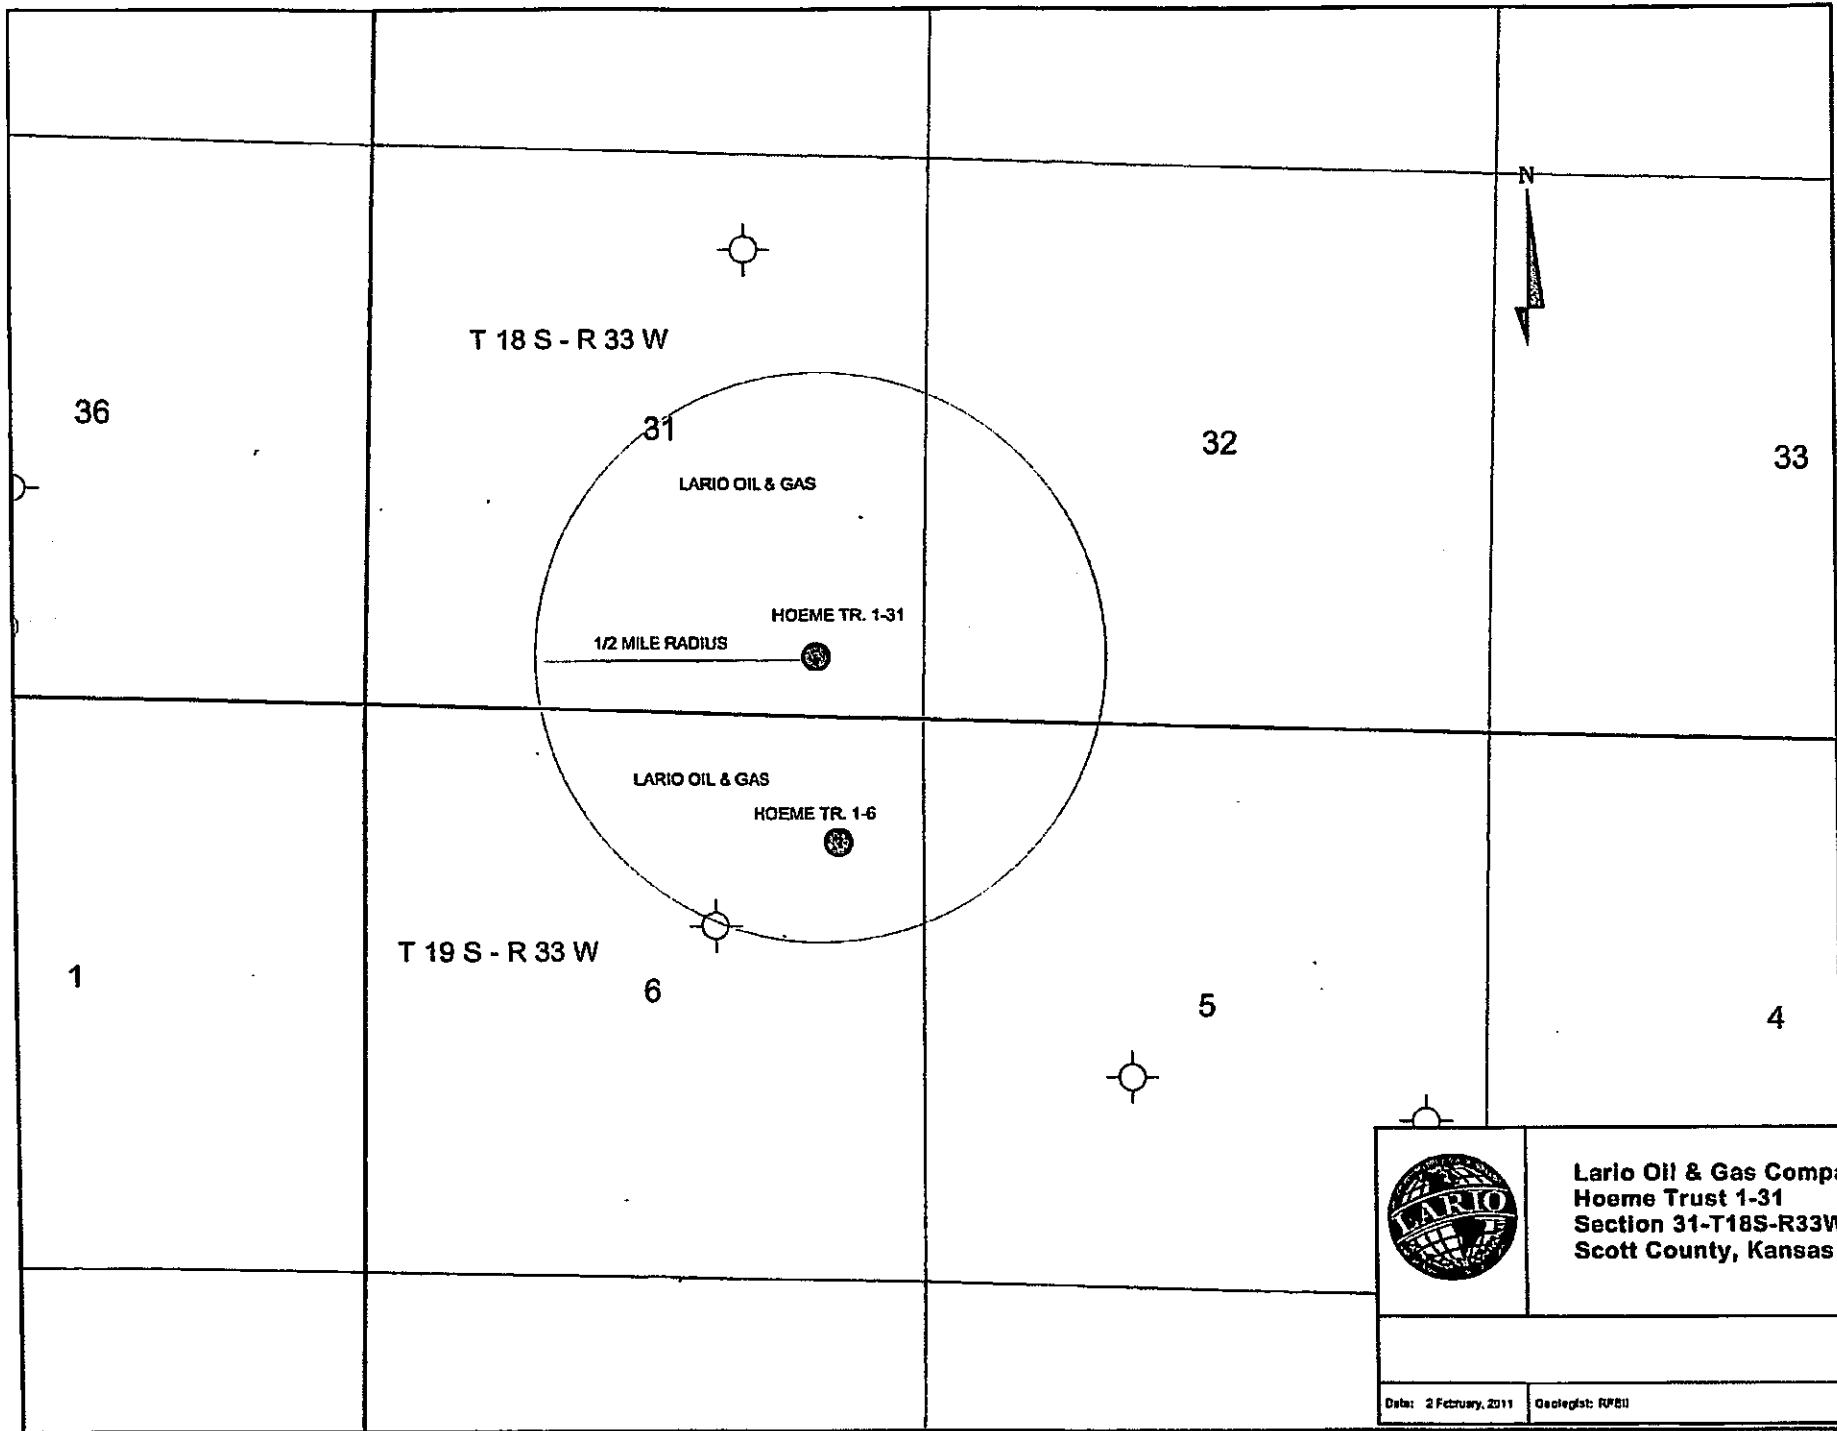 N
T 18 S - R 33 W
36
31
32
33
LARIO OIL & GAS
HOEME TR. 1-31
1/2 MILE RADIUS
LARIO OIL & GAS
HOEME TR. 1-6
T 19 S - R 33 W
1
6
5
4
LARIO
Lario Oil & Gas Compa
Hoeme Trust 1-31
Section 31-T18S-R33W
Scott County, Kansas
Date: 2 February, 2011
Geologist: